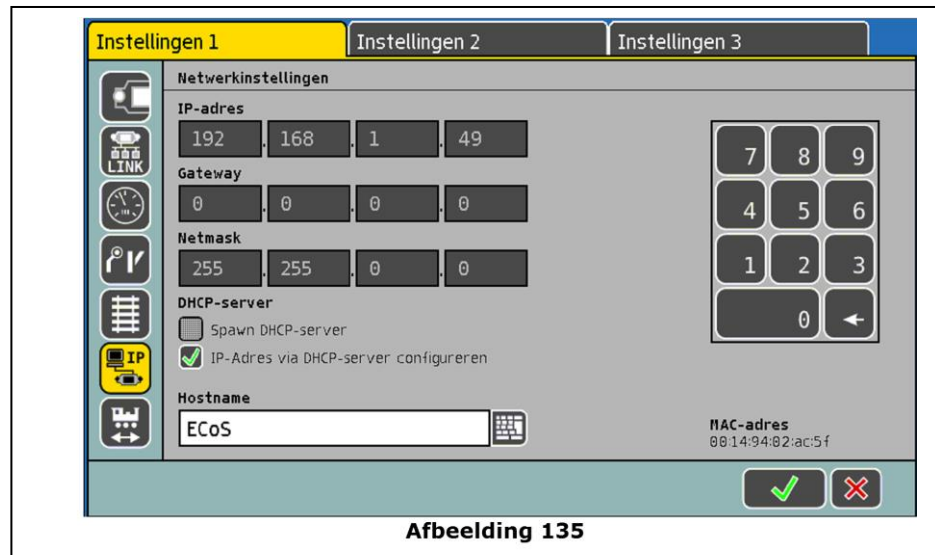 Instellingen 1
Instellingen 2
Instellingen 3
Netwerkinstellingen
IP-adres
192 . 168 . 1 . 49
Gateway
0 . 0 . 0 . 0
Netmask
255 . 255 . 0 . 0
DHCP-server
Spawn DHCP-server
IP-Adres via DHCP-server configureren
Hostname
ECoS
LINK
IP
7 8 9
4 5 6
1 2 3
0
MAC-adres
00:14:94:02:ac:5f
Afbeelding 135